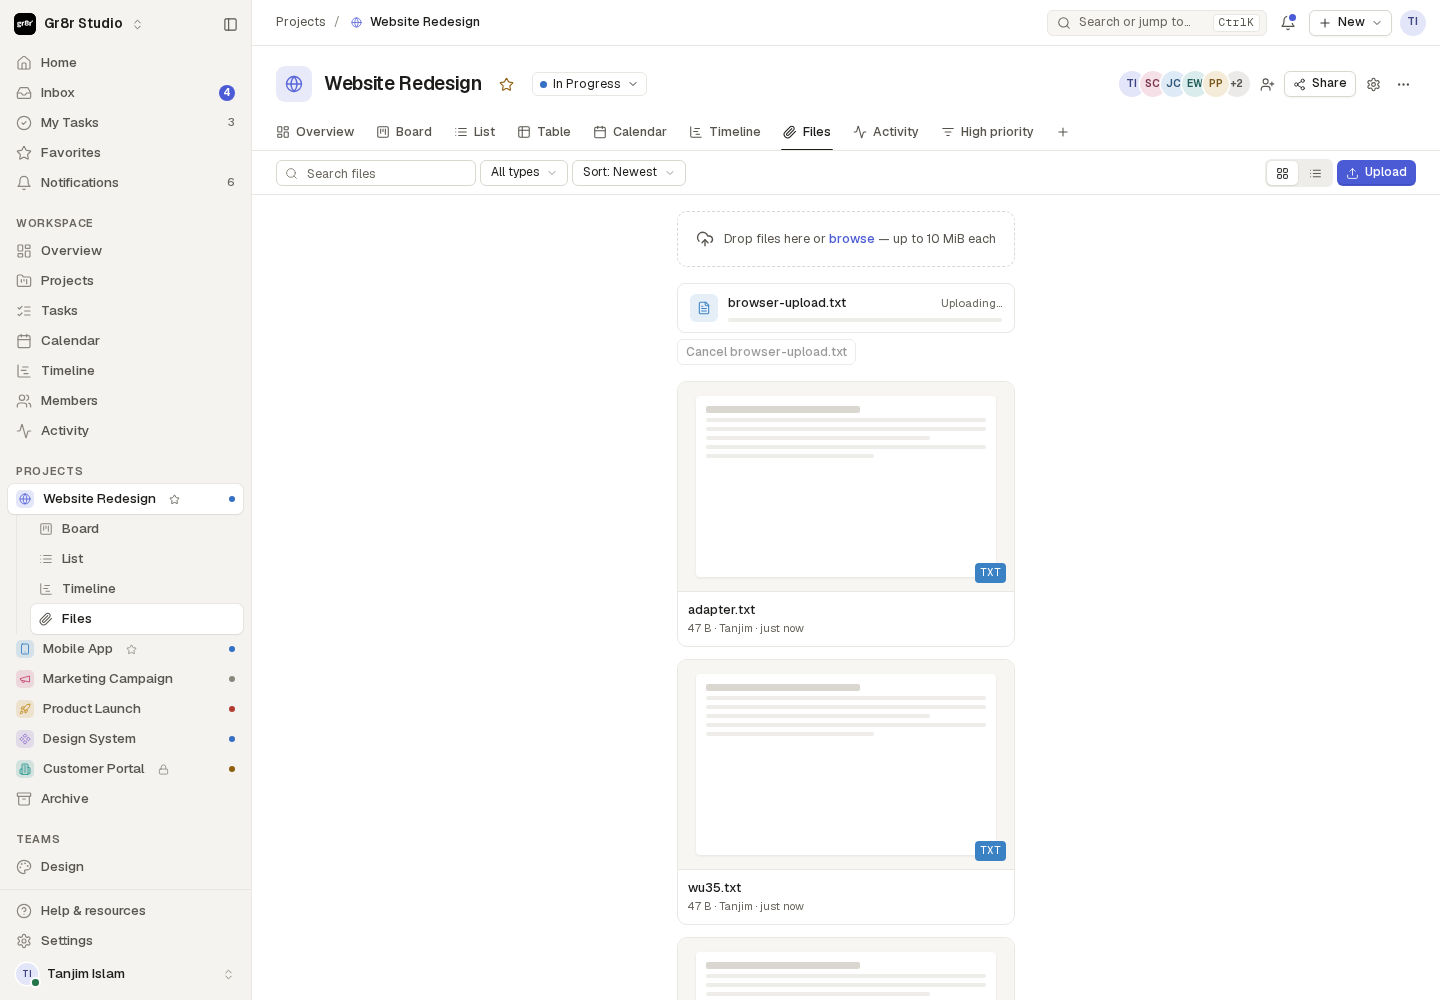 gr8r Gr8r Studio
Home
Inbox 4
My Tasks 3
Favorites
Notifications 6
WORKSPACE
Overview
Projects
Tasks
Calendar
Timeline
Members
Activity
PROJECTS
Website Redesign
Board
List
Timeline
Files
Mobile App
Marketing Campaign
Product Launch
Design System
Customer Portal
Archive
TEAMS
Design
Help & resources
Settings
TI Tanjim Islam
Projects / Website Redesign
Search or jump to... CtrlK New TI
Website Redesign In Progress TI SC JC EW PP +2 Share
Overview Board List Table Calendar Timeline Files Activity High priority
Search files All types Sort: Newest Upload
Drop files here or browse — up to 10 MiB each
browser-upload.txt Uploading…
Cancel browser-upload.txt
TXT
adapter.txt
47 B · Tanjim · just now
TXT
wu35.txt
47 B · Tanjim · just now